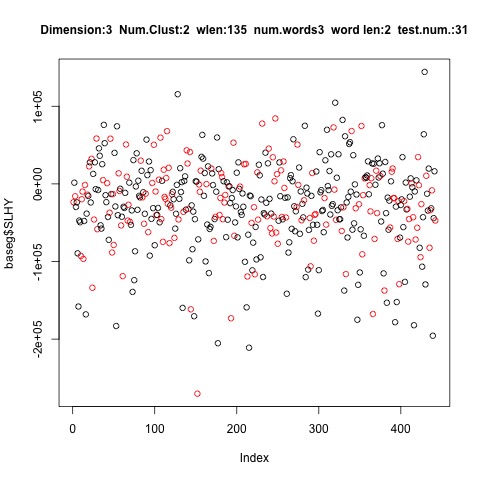 Dimension:3 Num.Clust:2 wlen:135 num.words3 word len:2 test.num.:31
1e+05
0e+00
-1e+05
-2e+05
baseg$SLHY
0 100 200 300 400
Index